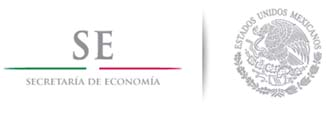 SE
SECRETARÍA DE ECONOMÍA
ESTADOS UNIDOS MEXICANOS